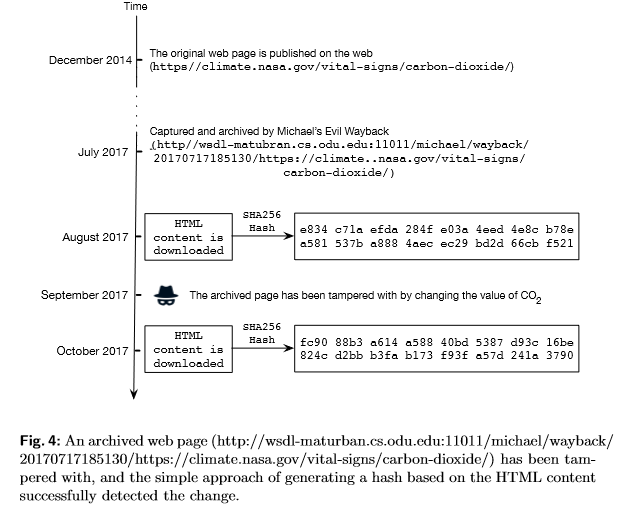 Time
December 2014
The original web page is published on the web
(https//climate.nasa.gov/vital-signs/carbon-dioxide/)
July 2017
Captured and archived by Michael's Evil Wayback
(http//wsdl-matubran.cs.odu.edu:11011/michael/wayback/
20170717185130/https://climate..nasa.gov/vital-signs/
carbon-dioxide/)
August 2017
HTML
content is
downloaded
SHA256
Hash
e834 c71a efda 284f e03a 4eed 4e8c b78e
a581 537b a888 4aec ec29 bd2d 66cb f521
September 2017
The archived page has been tampered with by changing the value of CO2
October 2017
HTML
content is
downloaded
SHA256
Hash
fc90 88b3 a614 a588 40bd 5387 d93c 16be
824c d2bb b3fa b173 f93f a57d 241a 3790
Fig. 4: An archived web page (http://wsdl-maturban.cs.odu.edu:11011/michael/wayback/
20170717185130/https://climate.nasa.gov/vital-signs/carbon-dioxide/) has been tam-
pered with, and the simple approach of generating a hash based on the HTML content
successfully detected the change.